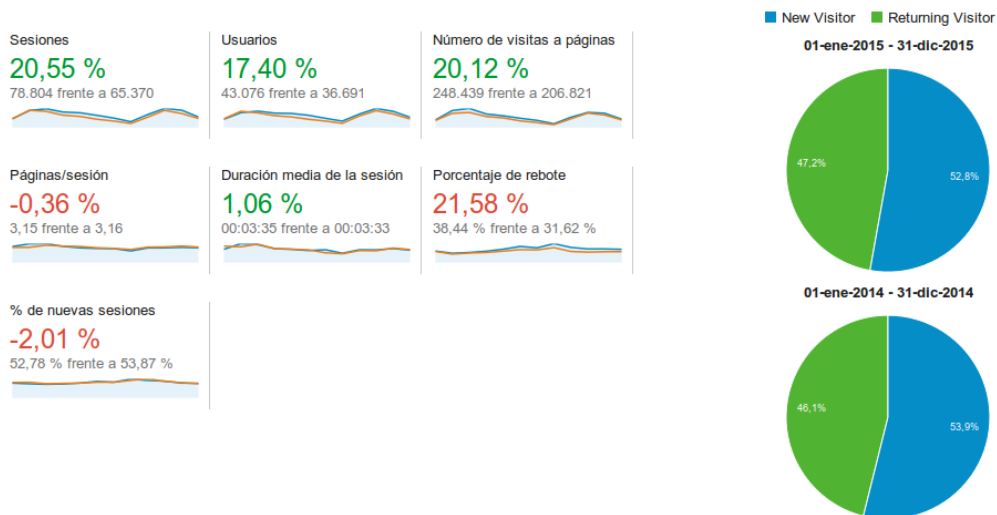 Sesiones
20,55 %
78.804 frente a 65.370
Usuarios
17,40 %
43.076 frente a 36.691
Número de visitas a páginas
20,12 %
248.439 frente a 206.821
Páginas/sesión
-0,36 %
3,15 frente a 3,16
Duración media de la sesión
1,06 %
00:03:35 frente a 00:03:33
Porcentaje de rebote
21,58 %
38,44 % frente a 31,62 %
% de nuevas sesiones
-2,01 %
52,78 % frente a 53,87 %
New Visitor
Returning Visitor
01-ene-2015 - 31-dic-2015
47,2%
52,8%
01-ene-2014 - 31-dic-2014
46,1%
53,9%